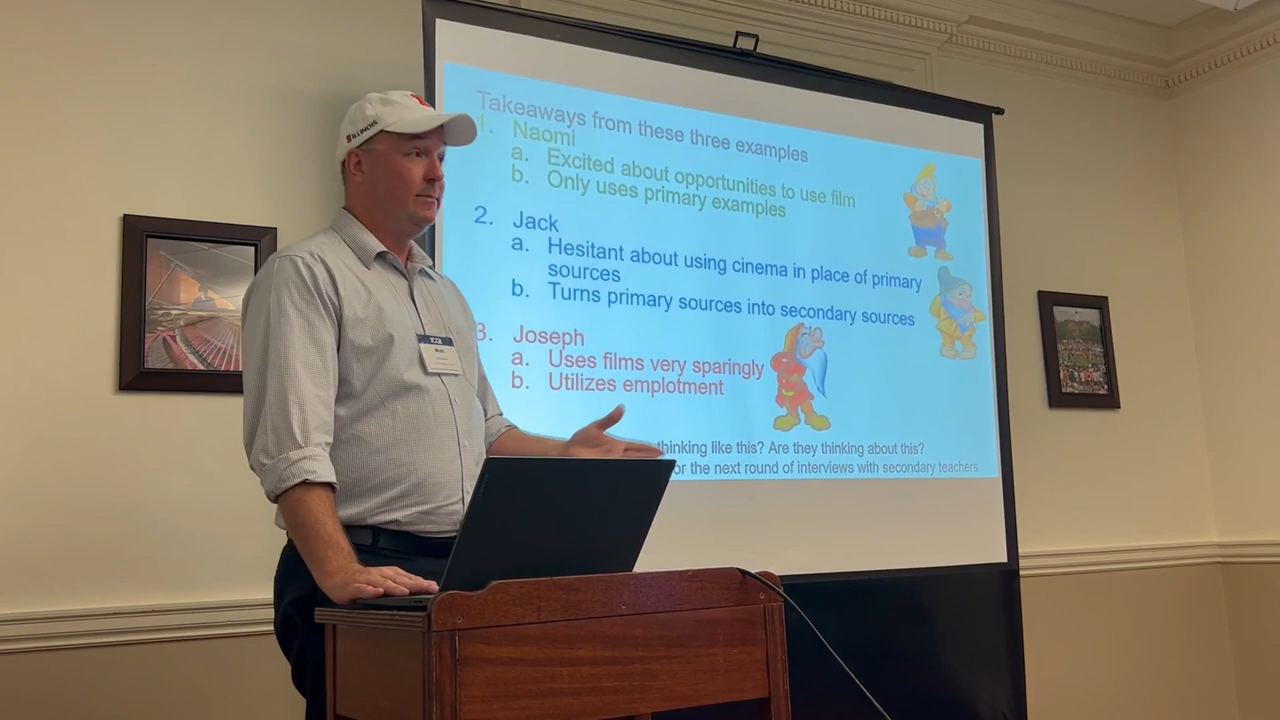 ILLINOIS
ICQI
Matt
Takeaways from these three examples
1. Naomi
a. Excited about opportunities to use film
b. Only uses primary examples
2. Jack
a. Hesitant about using cinema in place of primary
sources
b. Turns primary sources into secondary sources
3. Joseph
a. Uses films very sparingly
b. Utilizes emplotment
thinking like this? Are they thinking about this?
or the next round of interviews with secondary teachers